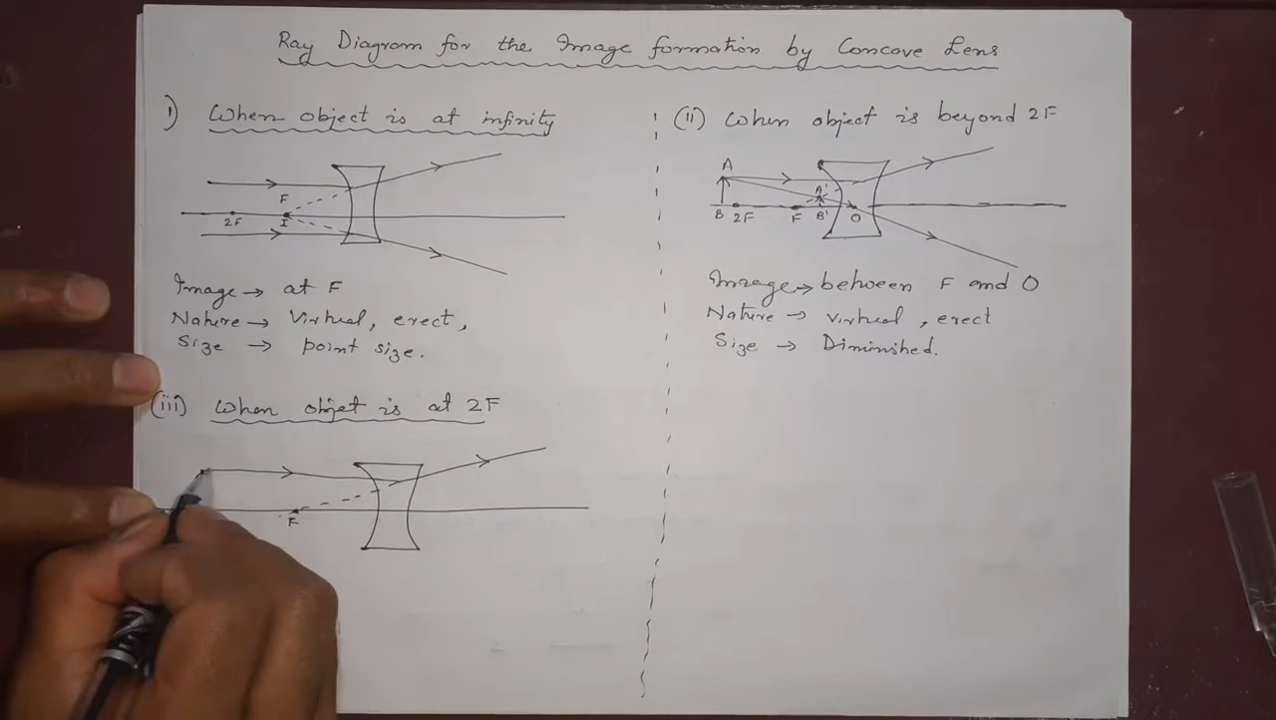 Ray Diagram for the Image formation by Concave Lens
i) When object is at infinity
F
2F
I
Image → at F
Nature → Virtual, erect,
Size → point size.
(ii) When object is beyond 2F
A
A'
B 2F F B' O
Image → between F and O
Nature → virtual, erect
Size → Diminished.
(iii) When objet is at 2F
F